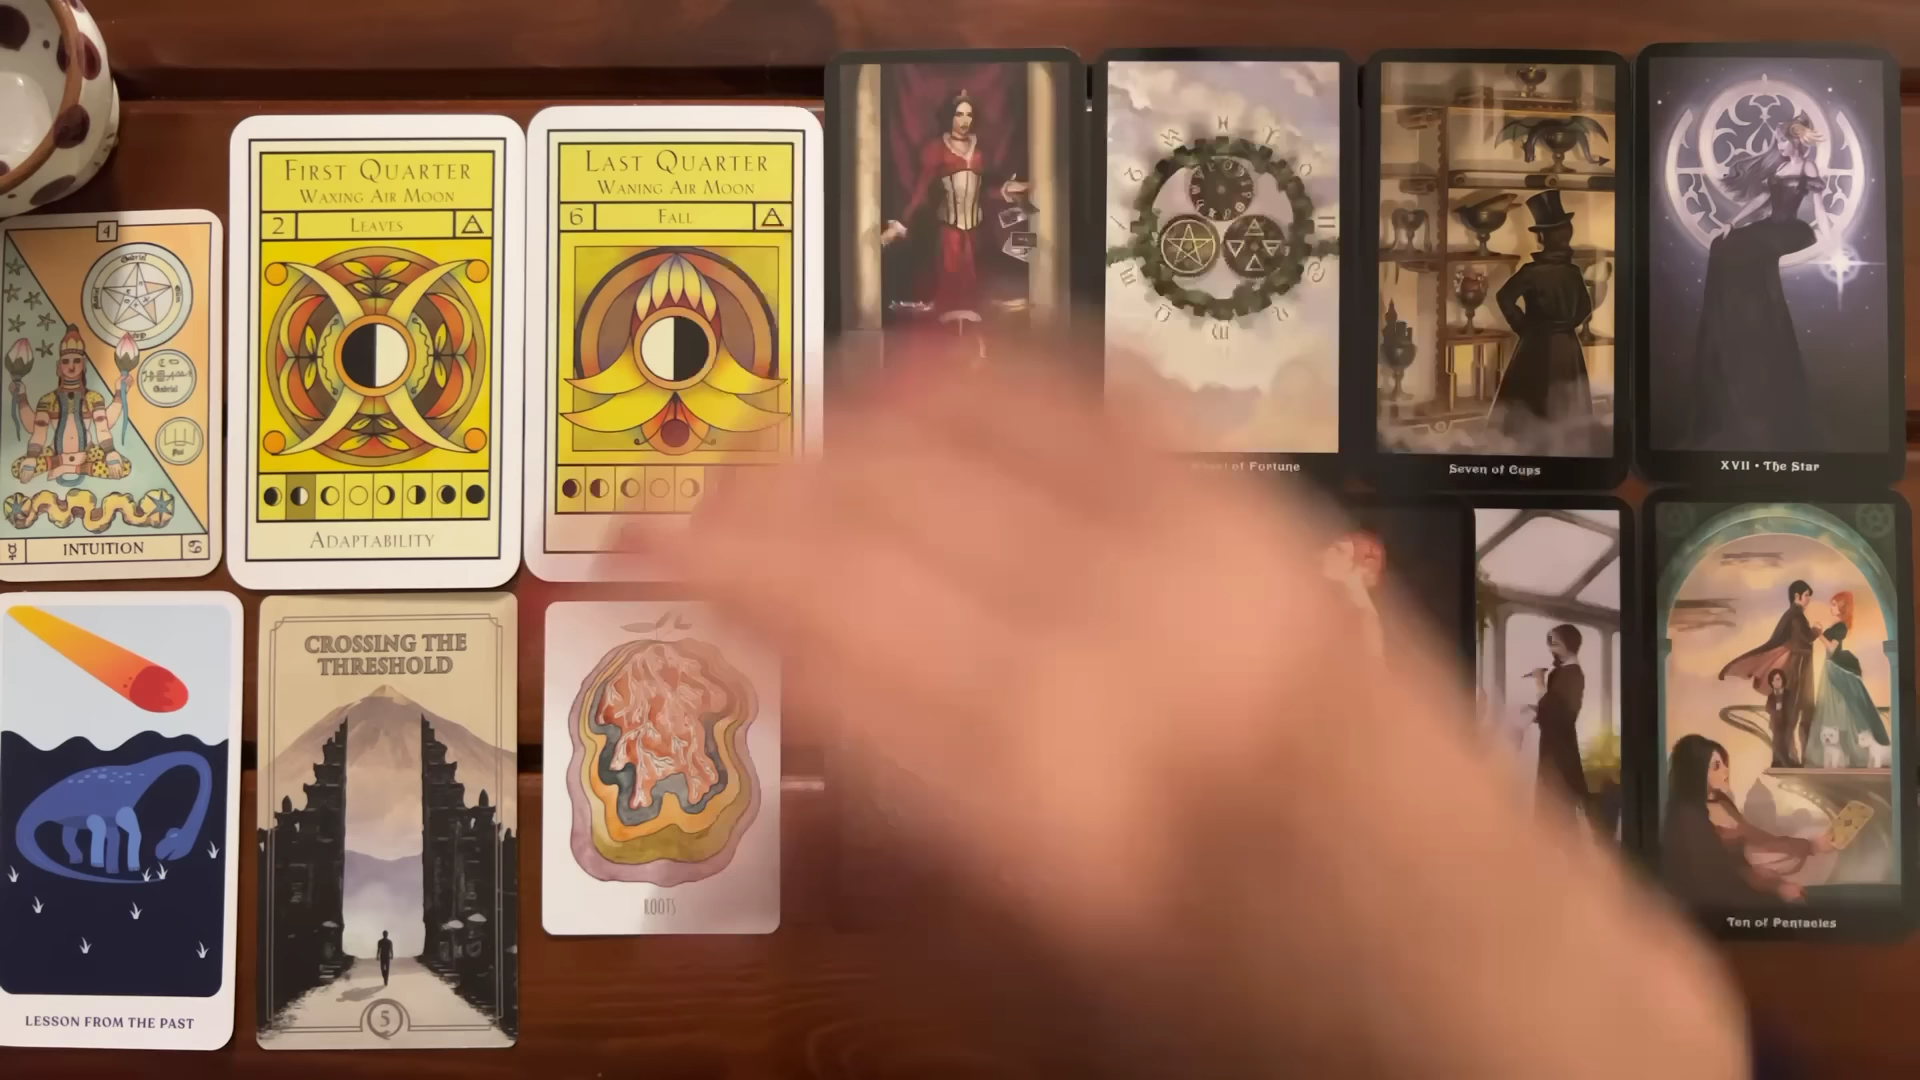 4
INTUITION
FIRST QUARTER
WAXING AIR MOON
2 LEAVES
ADAPTABILITY
LAST QUARTER
WANING AIR MOON
6 FALL
of Fortune
Seven of Cups
XVII • The Star
LESSON FROM THE PAST
CROSSING THE
THRESHOLD
5
ROOTS
Ten of Pentacles